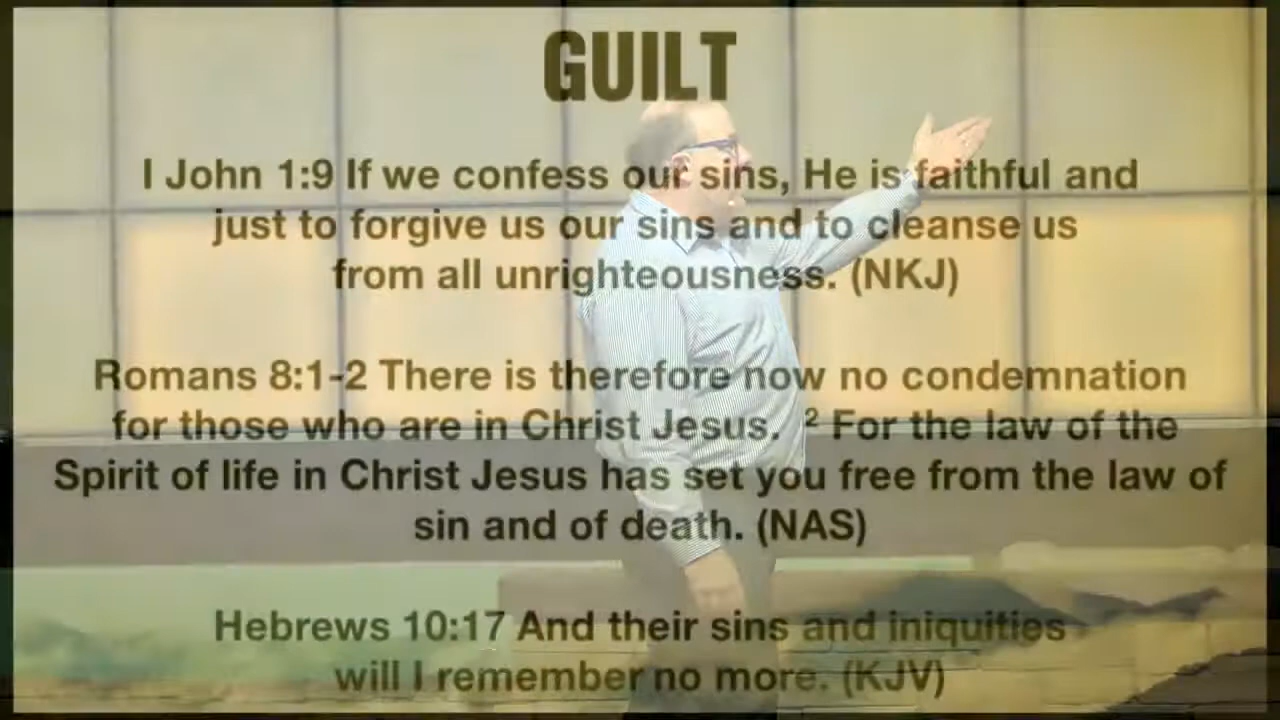 GUILT
I John 1:9 If we confess our sins, He is faithful and
just to forgive us our sins and to cleanse us
from all unrighteousness. (NKJ)
Romans 8:1-2 There is therefore now no condemnation
for those who are in Christ Jesus. ² For the law of the
Spirit of life in Christ Jesus has set you free from the law of
sin and of death. (NAS)
Hebrews 10:17 And their sins and iniquities
will I remember no more. (KJV)